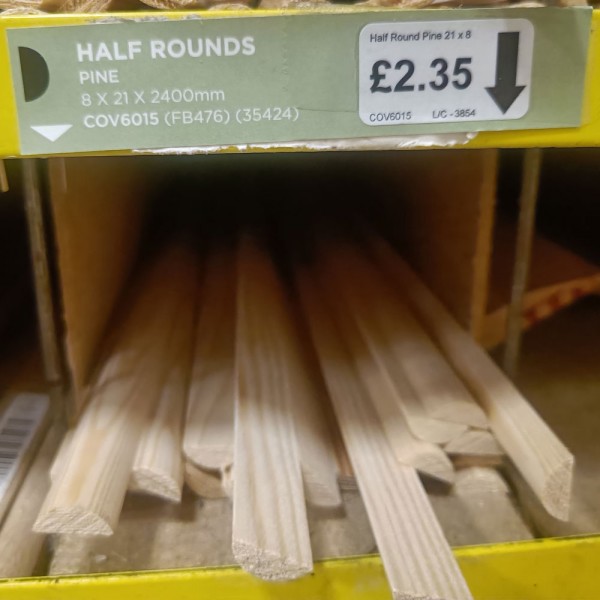 HALF ROUNDS
PINE
8 X 21 X 2400mm
COV6015 (FB476) (35424)
Half Round Pine 21 x 8
£2.35
COV6015 L/C -3854